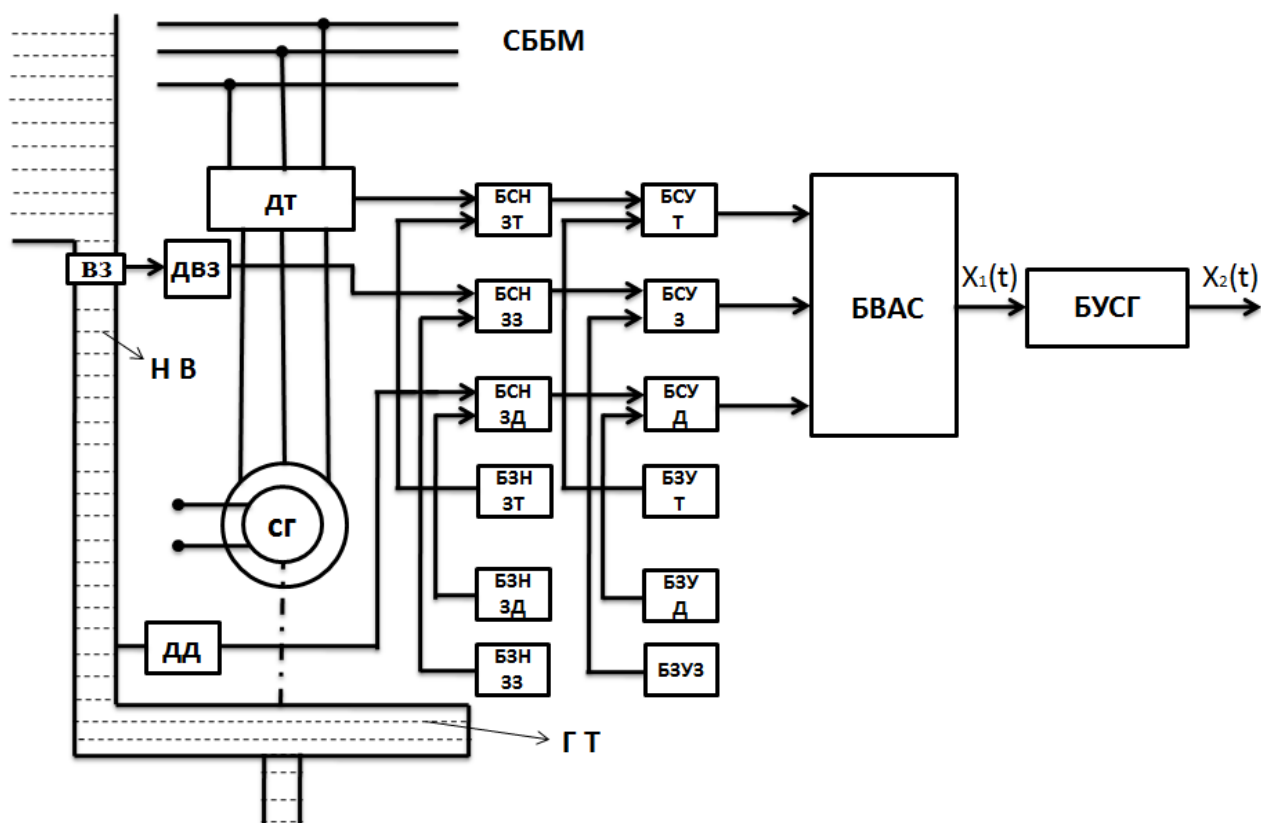 СББМ
ДТ
БСН
ЗТ
БСУ
Т
ВЗ
ДВЗ
БСН
ЗЗ
БСУ
З
БВАС
X₁(t)
БУСГ
X₂(t)
Н В
БСН
ЗД
БСУ
Д
БЗН
ЗТ
БЗУ
Т
СГ
БЗН
ЗД
БЗУ
Д
ДД
БЗН
ЗЗ
БЗУЗ
Г Т